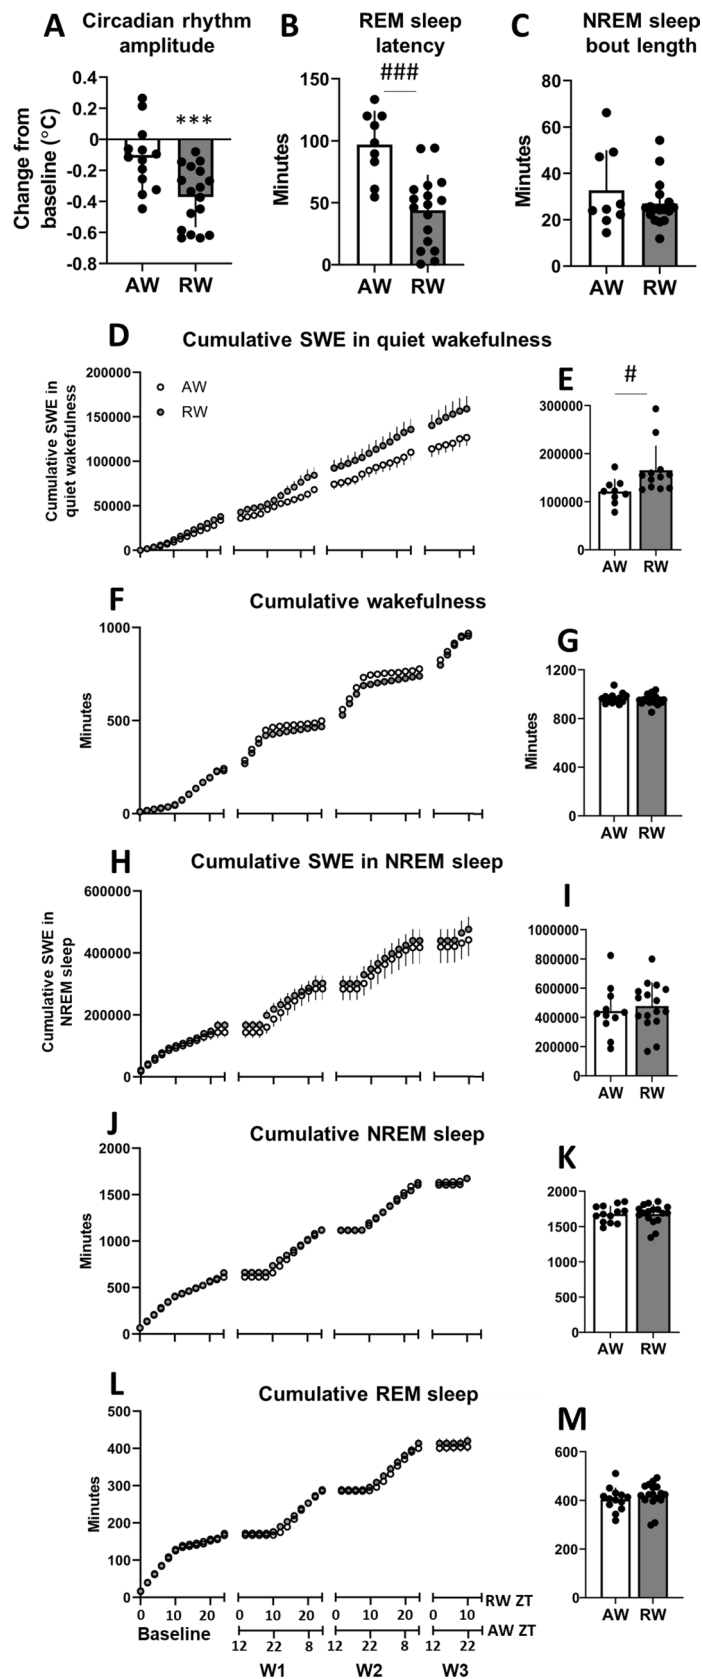 A Circadian rhythm amplitude
B REM sleep latency
C NREM sleep bout length
Change from baseline (°C)
0.4
0.2
0
-0.2
-0.4
-0.6
-0.8
***
AW RW
Minutes
150
100
50
0
###
AW RW
Minutes
80
60
40
20
0
AW RW
D Cumulative SWE in quiet wakefulness
Cumulative SWE in quiet wakefulness
200000
150000
100000
50000
0
AW
RW
E
#
300000
200000
100000
0
AW RW
F Cumulative wakefulness
Minutes
1000
500
0
G
Minutes
1200
800
400
0
AW RW
H Cumulative SWE in NREM sleep
Cumulative SWE in NREM sleep
600000
400000
200000
0
I
1000000
800000
600000
400000
200000
0
AW RW
J Cumulative NREM sleep
Minutes
2000
1500
1000
500
0
K
2000
1500
1000
500
0
AW RW
L Cumulative REM sleep
Minutes
500
400
300
200
100
0
M
600
400
200
0
AW RW
0 10 20 0 10 20 0 10 20 0 10 RW ZT
Baseline
12 22 8 12 22 8 12 22 AW ZT
W1 W2 W3